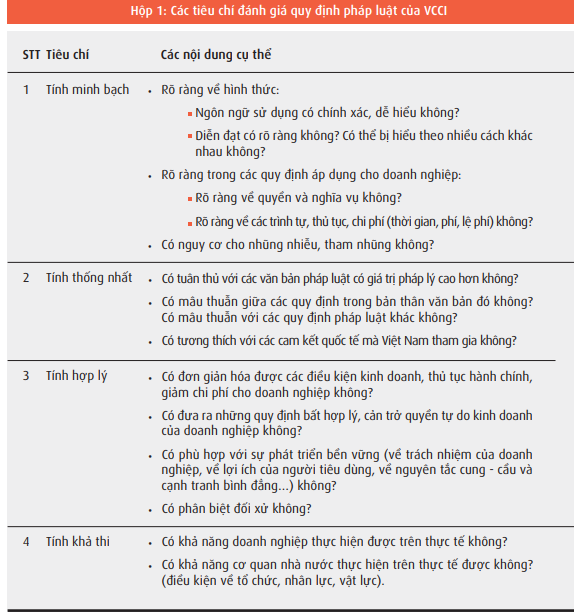 Hộp 1: Các tiêu chí đánh giá quy định pháp luật của VCCI
STT Tiêu chí Các nội dung cụ thể
1 Tính minh bạch • Rõ ràng về hình thức:
Ngôn ngữ sử dụng có chính xác, dễ hiểu không?
Diễn đạt có rõ ràng không? Có thể bị hiểu theo nhiều cách khác
nhau không?
• Rõ ràng trong các quy định áp dụng cho doanh nghiệp:
Rõ ràng về quyền và nghĩa vụ không?
Rõ ràng về các trình tự, thủ tục, chi phí (thời gian, phí, lệ phí) không?
• Có nguy cơ cho nhũng nhiễu, tham nhũng không?
2 Tính thống nhất • Có tuân thủ với các văn bản pháp luật có giá trị pháp lý cao hơn không?
• Có mâu thuẫn giữa các quy định trong bản thân văn bản đó không?
Có mâu thuẫn với các quy định pháp luật khác không?
• Có tương thích với các cam kết quốc tế mà Việt Nam tham gia không?
3 Tính hợp lý • Có đơn giản hóa được các điều kiện kinh doanh, thủ tục hành chính,
giảm chi phí cho doanh nghiệp không?
• Có đưa ra những quy định bất hợp lý, cản trở quyền tự do kinh doanh
của doanh nghiệp không?
• Có phù hợp với sự phát triển bền vững (về trách nhiệm của doanh
nghiệp, về lợi ích của người tiêu dùng, về nguyên tắc cung - cầu và
cạnh tranh bình đẳng...) không?
• Có phân biệt đối xử không?
4 Tính khả thi • Có khả năng doanh nghiệp thực hiện được trên thực tế không?
• Có khả năng cơ quan nhà nước thực hiện trên thực tế được không?
(điều kiện về tổ chức, nhân lực, vật lực).